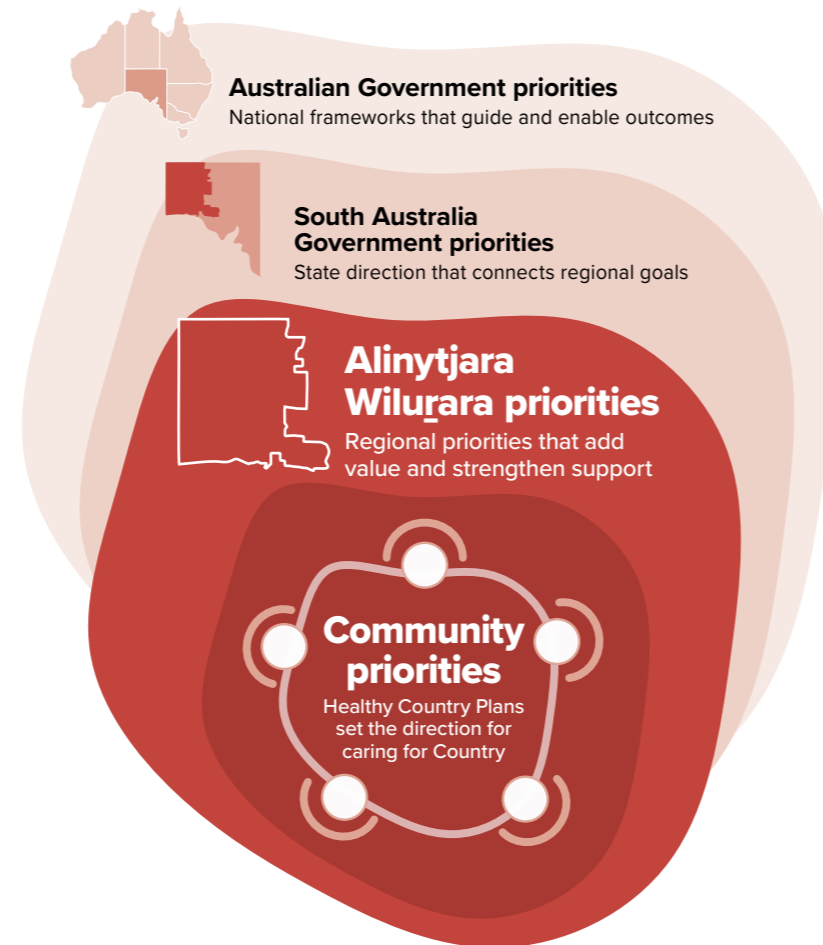 Australian Government priorities
National frameworks that guide and enable outcomes
South Australia
Government priorities
State direction that connects regional goals
Alinytjara
Wiluṟara priorities
Regional priorities that add
value and strengthen support
Community
priorities
Healthy Country Plans
set the direction for
caring for Country